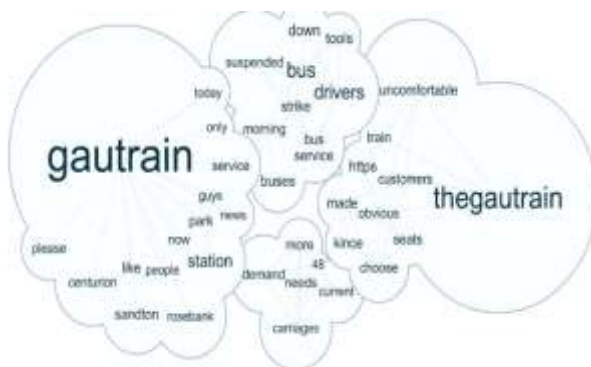 down
tools
suspended
bus
uncomfortable
today
drivers
strike
only
morning
bus
train
gautrain
service
service
https
buses
customers
guys
made
thegautrain
park
news
obvious
now
more
kince
seats
please
station
demand
48
choose
like
people
needs
centurion
current
sandton
rosebank
carriages